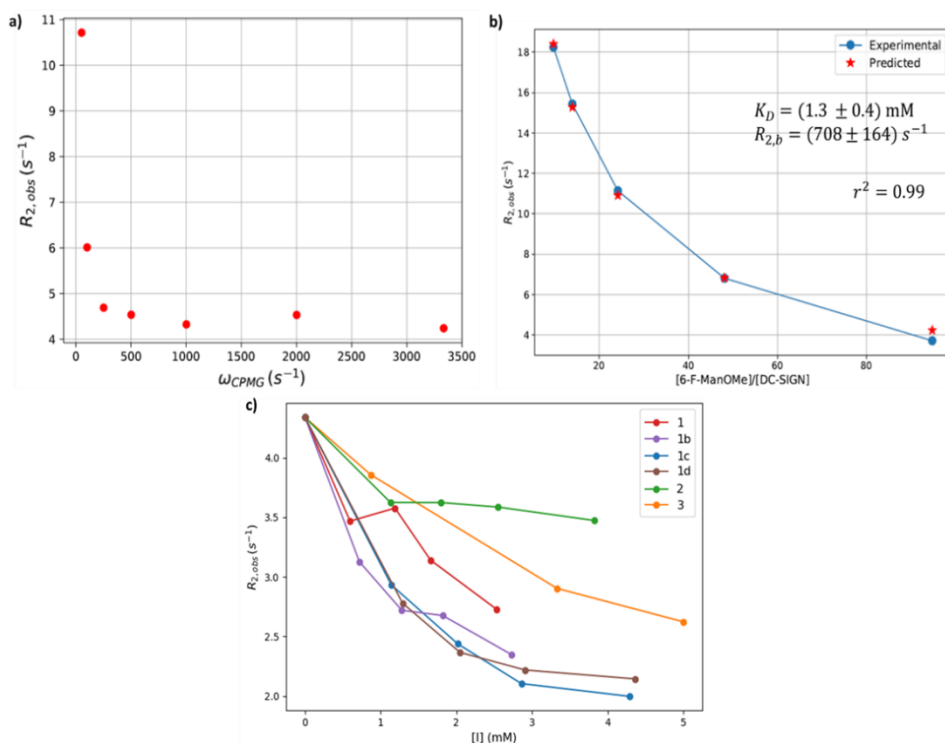 a)
R2,obs (s⁻¹)
11
10
9
8
7
6
5
4
0 500 1000 1500 2000 2500 3000 3500
ωCPMG (s⁻¹)
b)
R2,obs (s⁻¹)
18
16
14
12
10
8
6
4
20 40 60 80
[6-F-ManOMe]/[DC-SIGN]
Experimental
Predicted
K_D = (1.3 ± 0.4) mM
R_2,b = (708 ± 164) s⁻¹
r² = 0.99
c)
R2,obs (s⁻¹)
4.0
3.5
3.0
2.5
2.0
0 1 2 3 4 5
[I] (mM)
1
1b
1c
1d
2
3